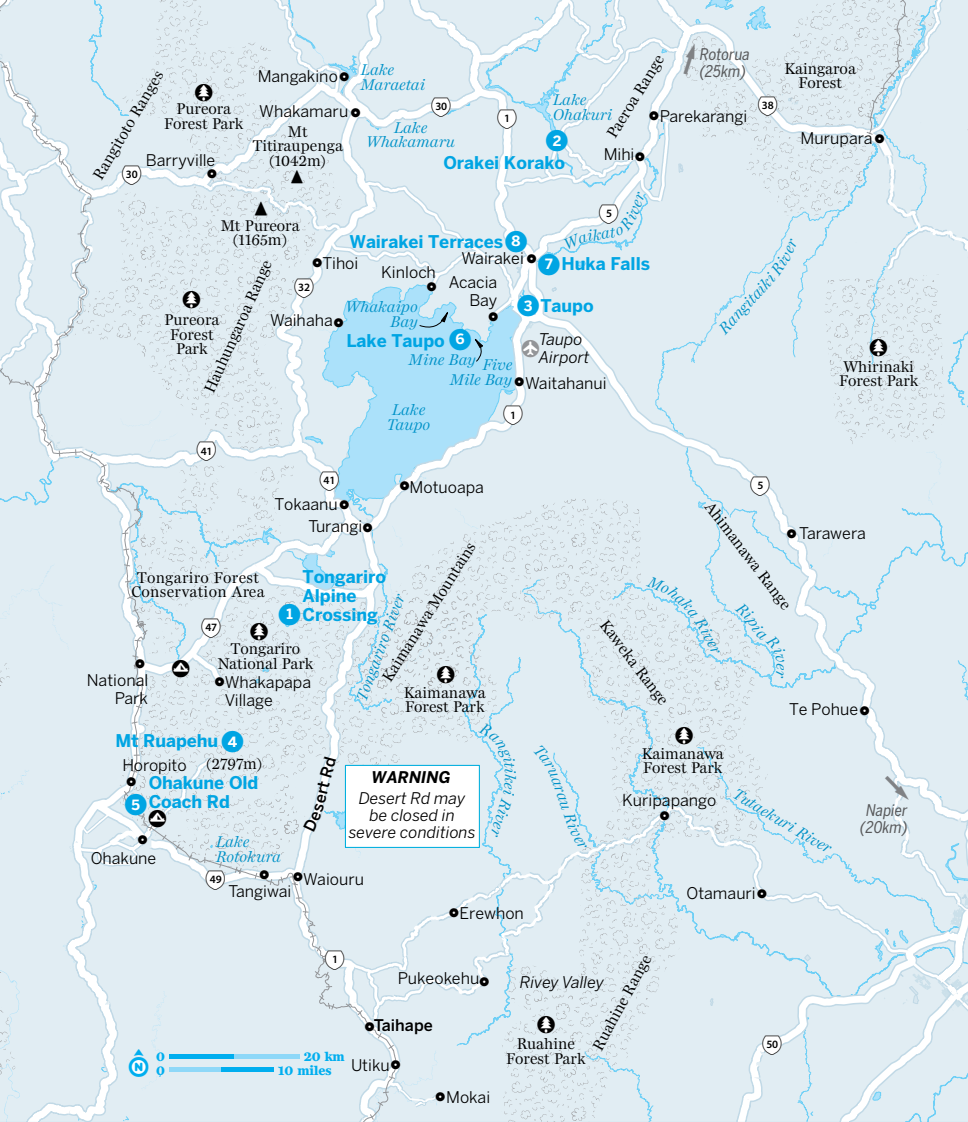 Rotorua
(25km)
Mangakino
Lake
Maraetai
Kaingaroa
Forest
Pureora
Forest Park
Rangitoto Ranges
Whakamaru
30
Lake
Ohakuri
Paeroa Range
38
1
Parekarangi
Mt
Titiraupenga
(1042m)
Lake
Whakamaru
2
Orakei Korako
Mihi
Murupara
Barryville
30
Mt Pureora
(1165m)
5
Waikato River
Wairakei Terraces
8
Wairakei
7
Huka Falls
Tihoi
Kinloch
Acacia
Bay
32
Rangitaiki River
Pureora
Forest
Park
Hauhungaroa Range
Waihaha
Whakaipo
Bay
3
Taupo
Lake Taupo
6
Mine Bay
Five
Mile Bay
Taupo
Airport
Whirinaki
Forest Park
Waitahanui
Lake
Taupo
1
41
41
Motuoapa
5
Tokaanu
Turangi
Ahimanawa Range
Tarawera
Tongariro Forest
Conservation Area
Tongariro
Alpine
Crossing
1
Kaimanawa Mountains
Tongariro River
Mohaka River
Ripia River
47
Tongariro
National Park
Kaweka Range
National
Park
Whakapapa
Village
Kaimanawa
Forest Park
Te Pohue
Mt Ruapehu
4
(2797m)
Rangitikei River
Taruarau River
Kaimanawa
Forest Park
Horopito
Ohakune Old
Coach Rd
5
Desert Rd
WARNING
Desert Rd may
be closed in
severe conditions
Kuripapango
Tutaekuri River
Napier
(20km)
Ohakune
Lake
Rotokura
49
Tangiwai
Waiouru
Otamauri
Erewhon
1
Pukeokehu
Rivey Valley
Ruahine Range
Taihape
Ruahine
Forest Park
50
N
0
20 km
0
10 miles
Utiku
Mokai